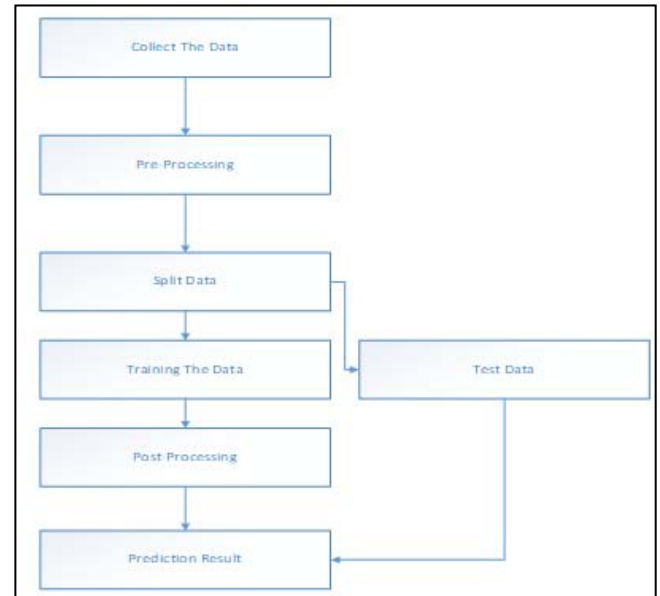 Collect The Data
Pre Processing
Split Data
Training The Data
Test Data
Post Processing
Prediction Result